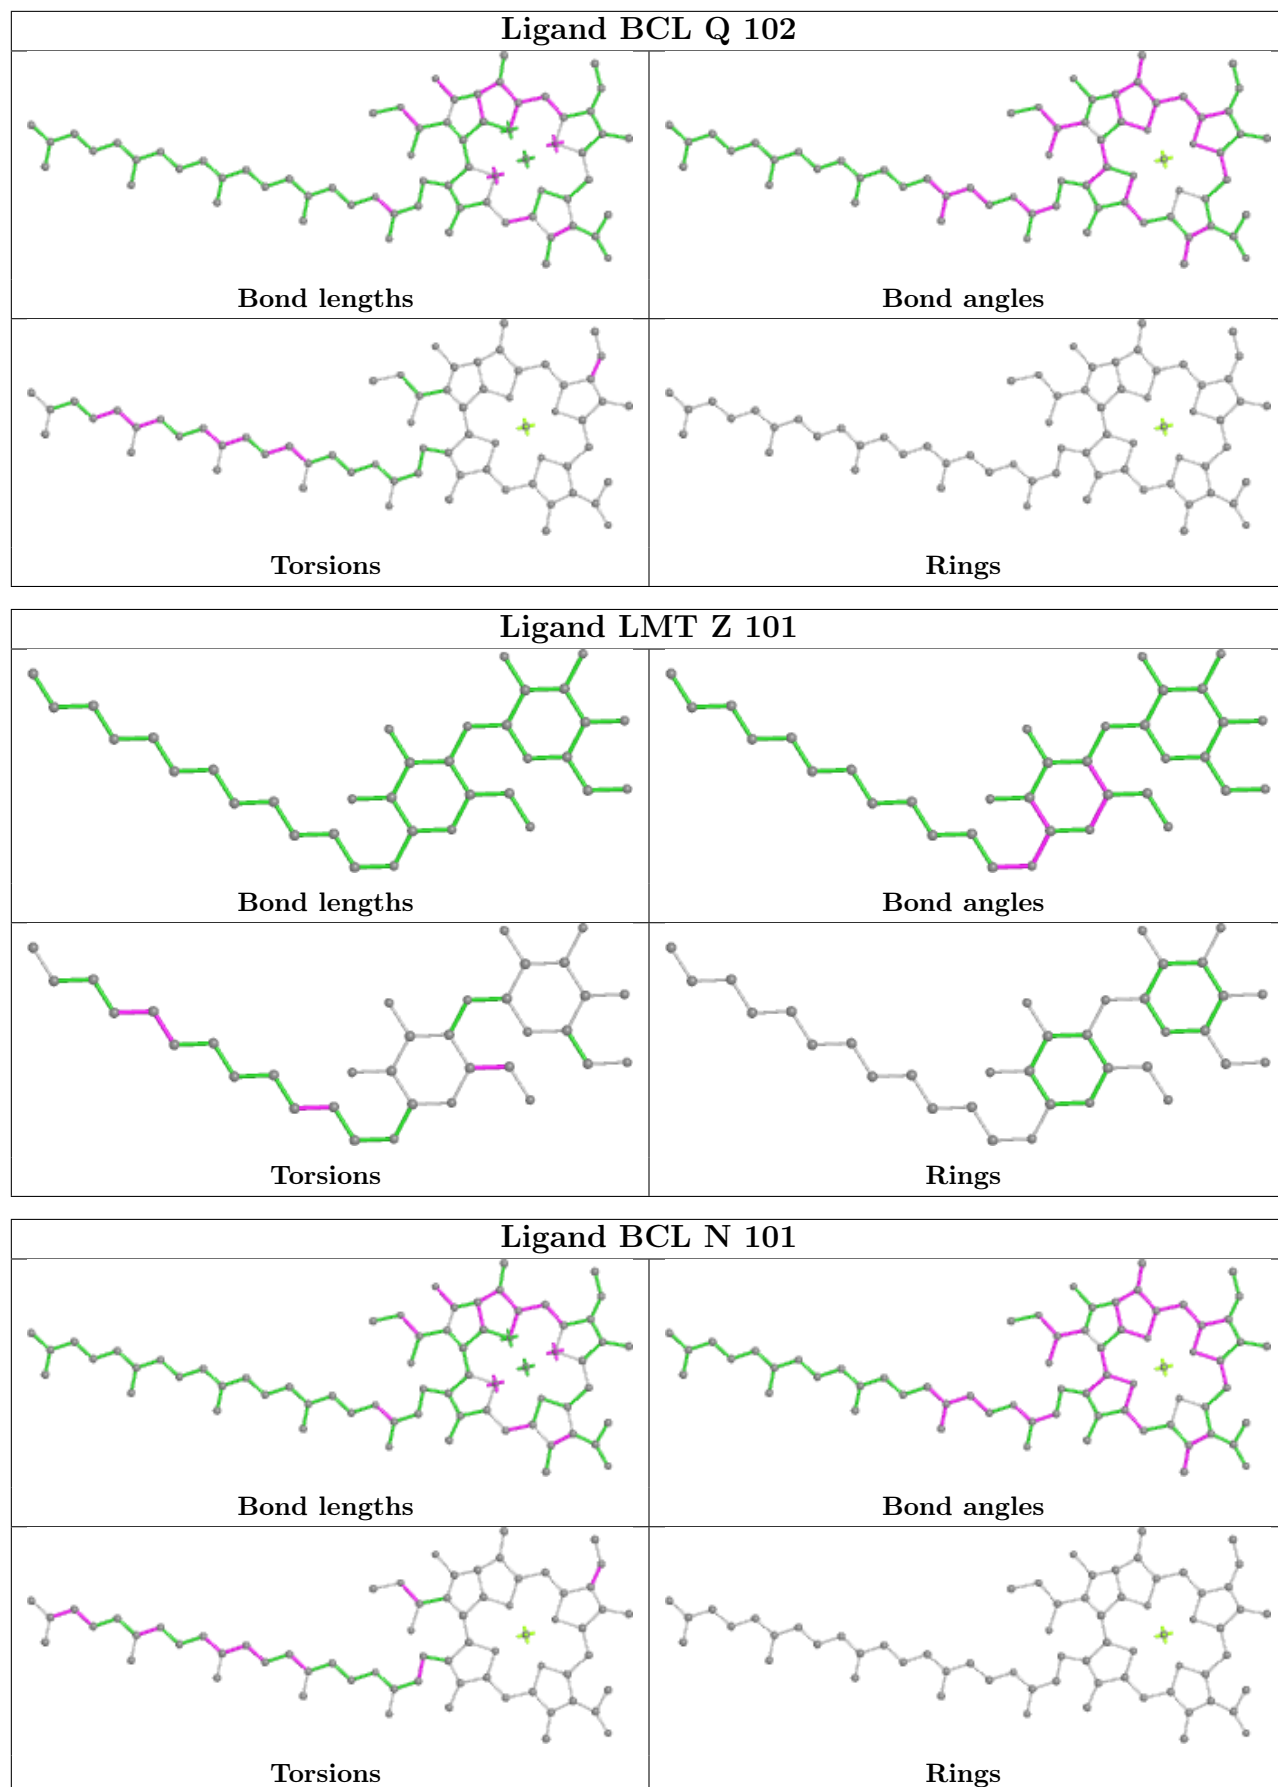 Ligand BCL Q 102
Bond lengths
Bond angles
Torsions
Rings
Ligand LMT Z 101
Bond lengths
Bond angles
Torsions
Rings
Ligand BCL N 101
Bond lengths
Bond angles
Torsions
Rings